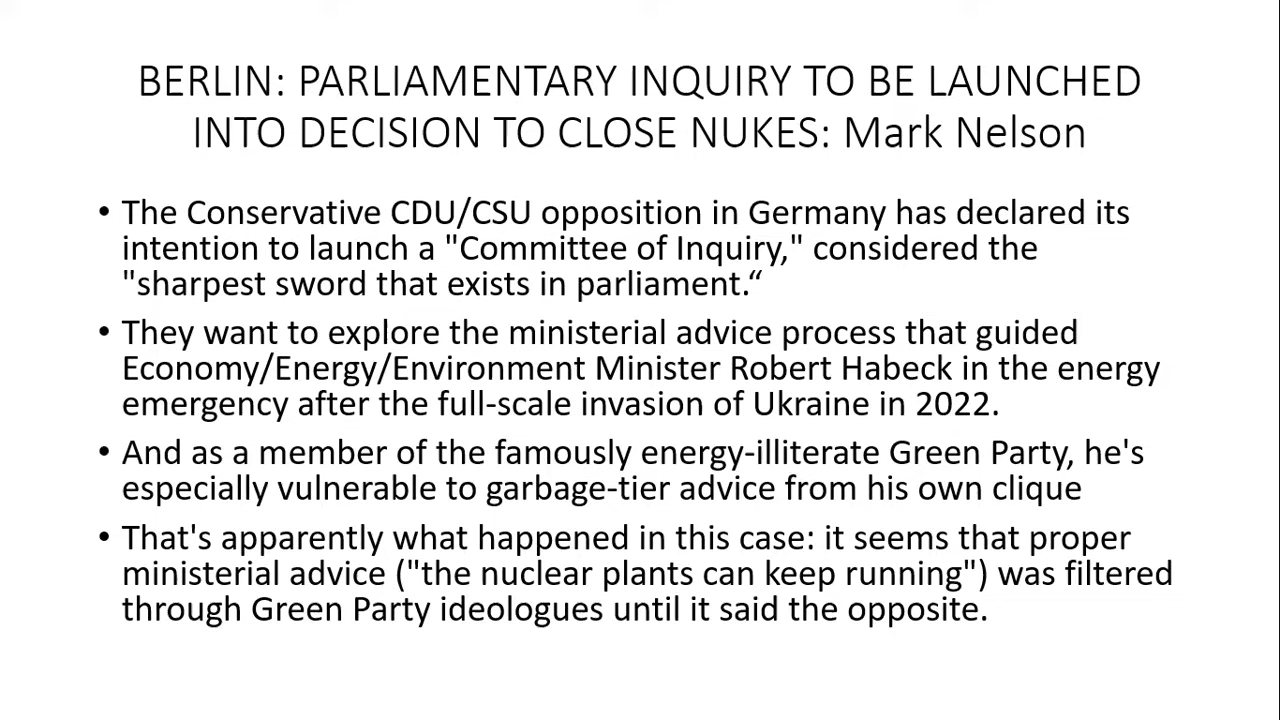 BERLIN: PARLIAMENTARY INQUIRY TO BE LAUNCHED
INTO DECISION TO CLOSE NUKES: Mark Nelson
• The Conservative CDU/CSU opposition in Germany has declared its
intention to launch a "Committee of Inquiry," considered the
"sharpest sword that exists in parliament.“
• They want to explore the ministerial advice process that guided
Economy/Energy/Environment Minister Robert Habeck in the energy
emergency after the full-scale invasion of Ukraine in 2022.
• And as a member of the famously energy-illiterate Green Party, he's
especially vulnerable to garbage-tier advice from his own clique
• That's apparently what happened in this case: it seems that proper
ministerial advice ("the nuclear plants can keep running") was filtered
through Green Party ideologues until it said the opposite.